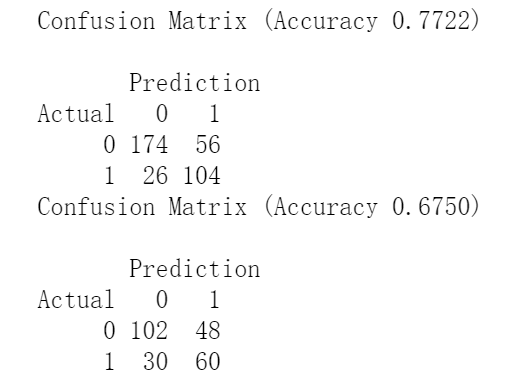 Confusion Matrix (Accuracy 0.7722)
Prediction
Actual 0 1
0 174 56
1 26 104
Confusion Matrix (Accuracy 0.6750)
Prediction
Actual 0 1
0 102 48
1 30 60